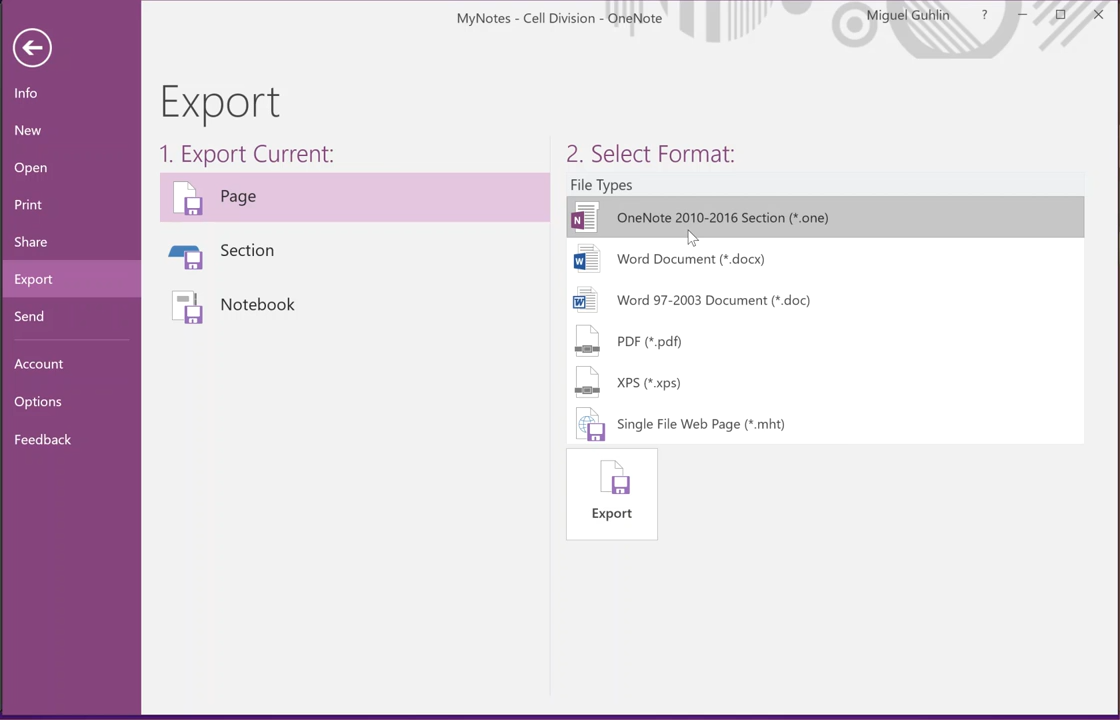 MyNotes - Cell Division - OneNote
Miguel Guhlin
?
Info
New
Open
Print
Share
Export
Send
Account
Options
Feedback
Export
1. Export Current:
Page
Section
Notebook
2. Select Format:
File Types
N
OneNote 2010-2016 Section (*.one)
W
Word Document (*.docx)
W
Word 97-2003 Document (*.doc)
PDF (*.pdf)
XPS (*.xps)
Single File Web Page (*.mht)
Export